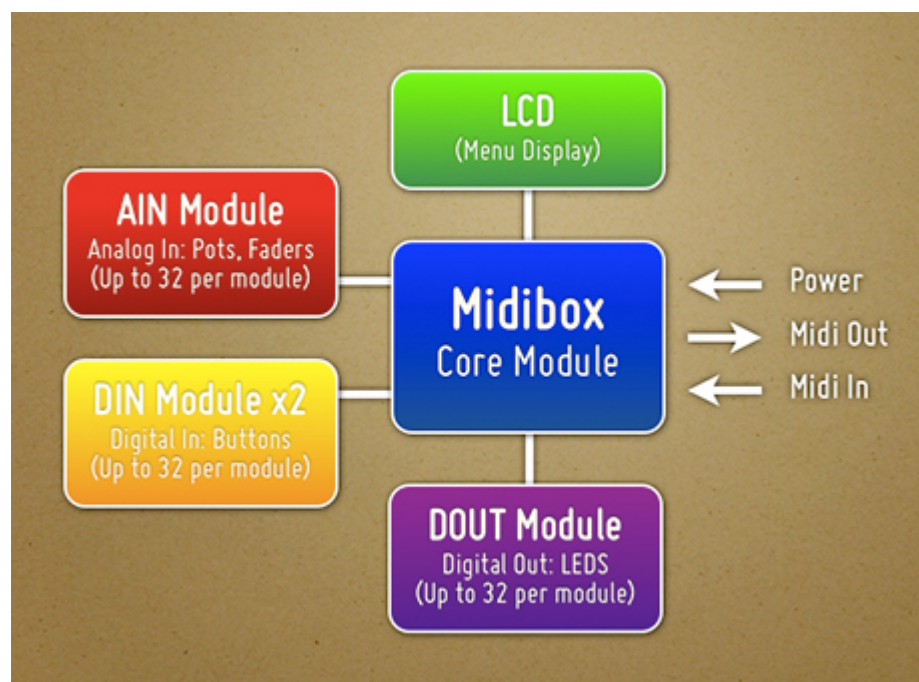 LCD
(Menu Display)
AIN Module
Analog In: Pots, Faders
(Up to 32 per module)
Midibox
Core Module
Power
Midi Out
Midi In
DIN Module x2
Digital In: Buttons
(Up to 32 per module)
DOUT Module
Digital Out: LEDS
(Up to 32 per module)